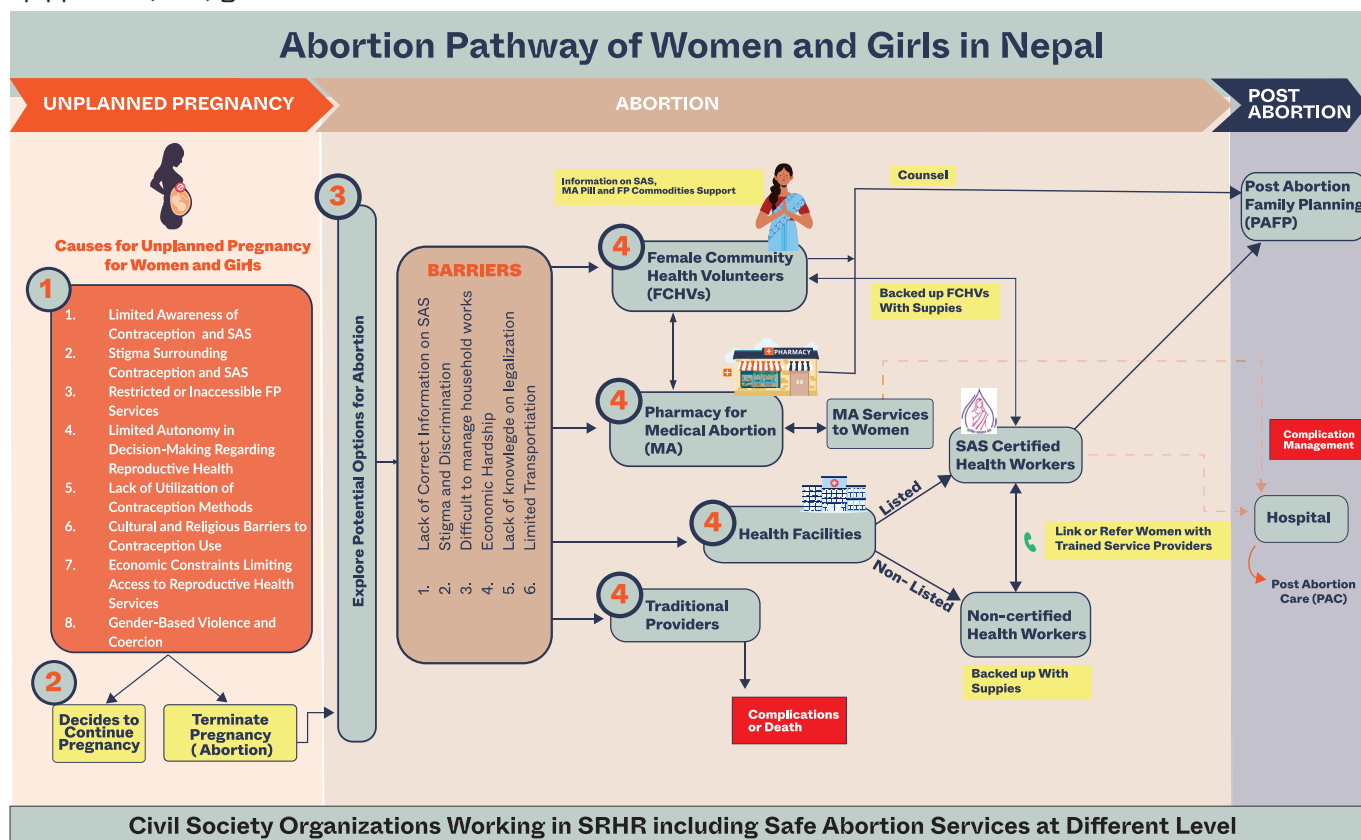 Abortion Pathway of Women and Girls in Nepal
UNPLANNED PREGNANCY
ABORTION
POST
ABORTION
Causes for Unplanned Pregnancy
for Women and Girls
1
1. Limited Awareness of
Contraception and SAS
2. Stigma Surrounding
Contraception and SAS
3. Restricted or Inaccessible FP
Services
4. Limited Autonomy in
Decision-Making Regarding
Reproductive Health
5. Lack of Utilization of
Contraception Methods
6. Cultural and Religious Barriers to
Contraception Use
7. Economic Constraints Limiting
Access to Reproductive Health
Services
8. Gender-Based Violence and
Coercion
2
Decides to
Continue
Pregnancy
Terminate
Pregnancy
(Abortion)
3
Explore Potential Options for Abortion
BARRIERS
1. Lack of Correct Information on SAS
2. Stigma and Discrimination
3. Difficult to manage household works
4. Economic Hardship
5. Lack of knowlegde on legalization
6. Limited Transportiation
Information on SAS,
MA Pill and FP Commodities Support
4
Female Community
Health Volunteers
(FCHVs)
Counsel
Backed up FCHVs
With Suppies
PHARMACY
4
Pharmacy for
Medical Abortion
(MA)
MA Services
to Women
SAS Certified
Health Workers
4
Health Facilities
Listed
Non- Listed
Link or Refer Women with
Trained Service Providers
Non-certified
Health Workers
Backed up With
Suppies
4
Traditional
Providers
Complications
or Death
Post Abortion
Family Planning
(PAFP)
Complication
Management
Hospital
Post Abortion
Care (PAC)
Civil Society Organizations Working in SRHR including Safe Abortion Services at Different Level